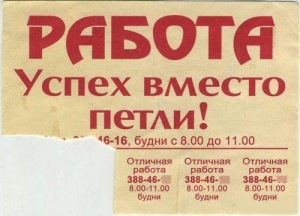 РАБОТА
Успех вместо
петли!
46-16, будни с 8.00 до 11.00
Отличная работа 388-46- 8.00-11.00 будни
Отличная работа 388-46- 8.00-11.00 будни
Отличная работа 388-46- 8.00-11.00 будни